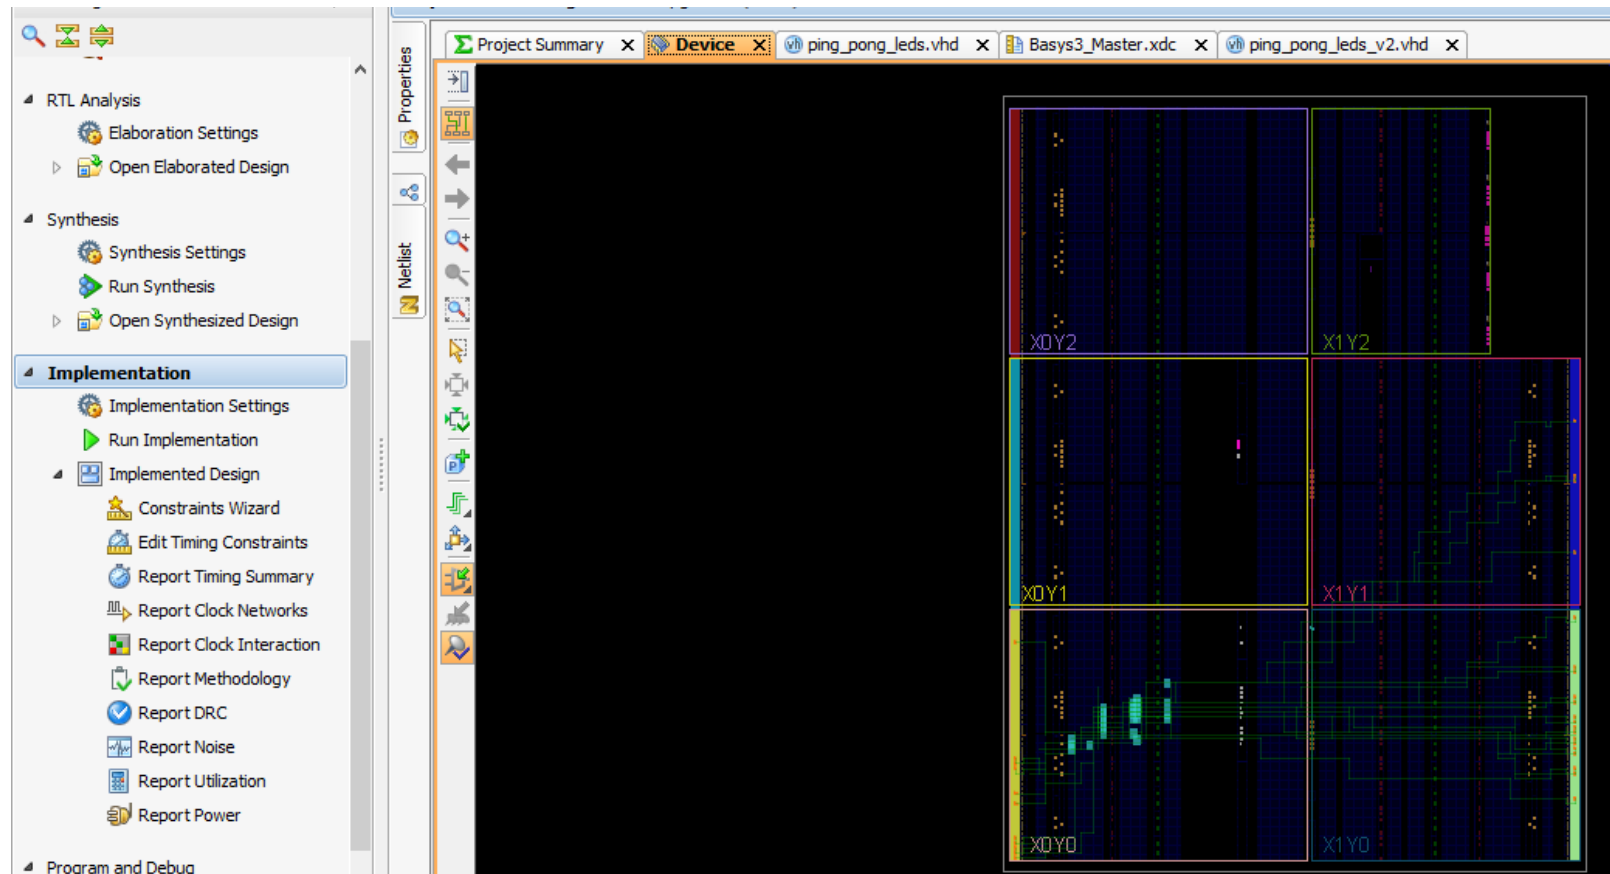 Project Summary
Device
ping_pong_leds.vhd
Basys3_Master.xdc
ping_pong_leds_v2.vhd
RTL Analysis
Elaboration Settings
Open Elaborated Design
Synthesis
Synthesis Settings
Run Synthesis
Open Synthesized Design
Implementation
Implementation Settings
Run Implementation
Implemented Design
Constraints Wizard
Edit Timing Constraints
Report Timing Summary
Report Clock Networks
Report Clock Interaction
Report Methodology
Report DRC
Report Noise
Report Utilization
Report Power
Program and Debug
Properties
Netlist
X0Y2
X1Y2
X0Y1
X1Y1
X0Y0
X1Y0